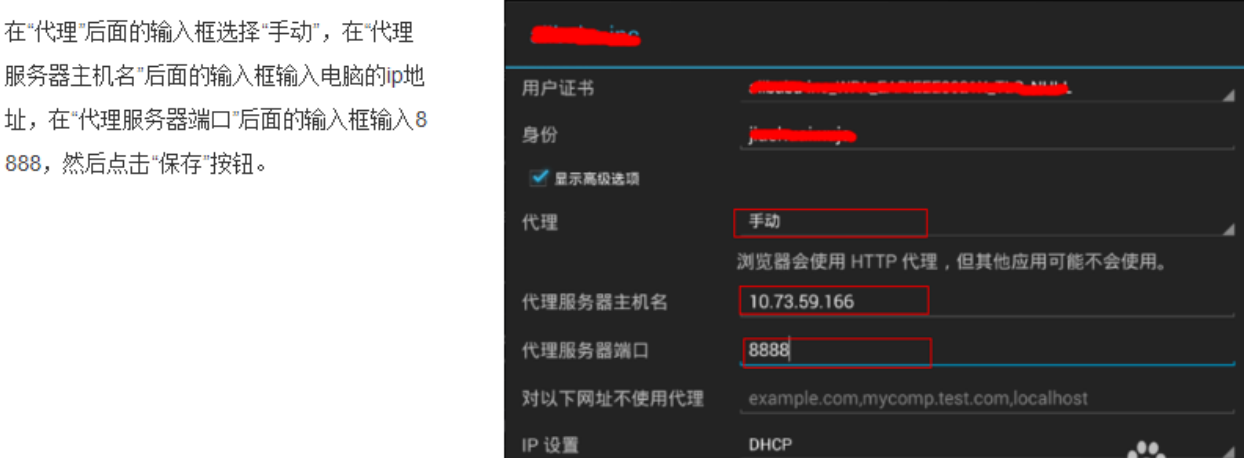 在“代理”后面的输入框选择“手动”，在“代理
服务器主机名”后面的输入框输入电脑的ip地
址，在“代理服务器端口”后面的输入框输入8
888，然后点击“保存”按钮。
用户证书
身份
显示高级选项
代理 手动
浏览器会使用 HTTP 代理，但其他应用可能不会使用。
代理服务器主机名 10.73.59.166
代理服务器端口 8888
对以下网址不使用代理 example.com,mycomp.test.com,localhost
IP 设置 DHCP